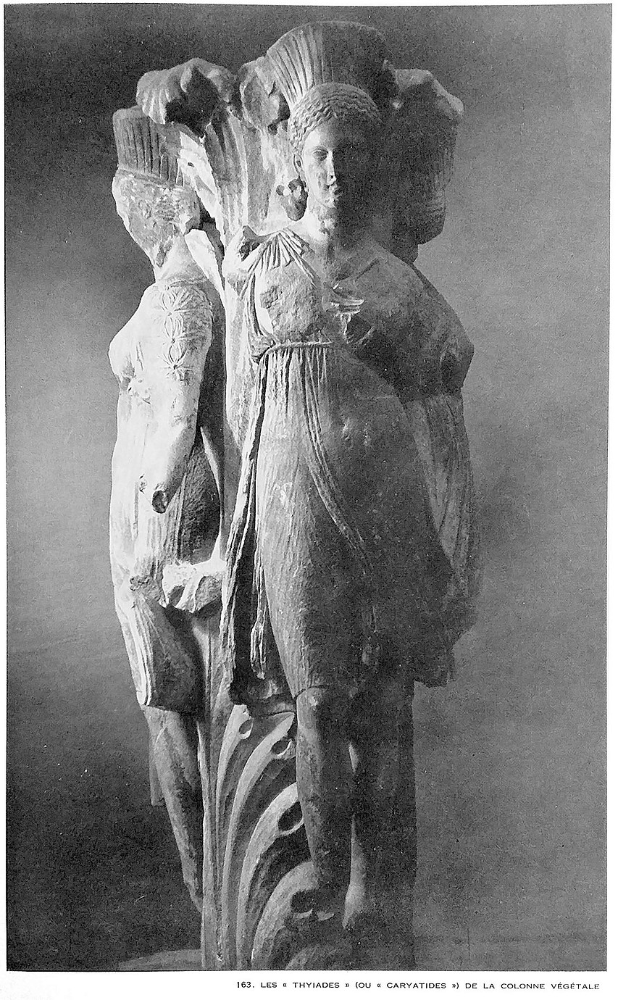 163. LES « THYIADES » (OU « CARYATIDES ») DE LA COLONNE VÉGÉTALE